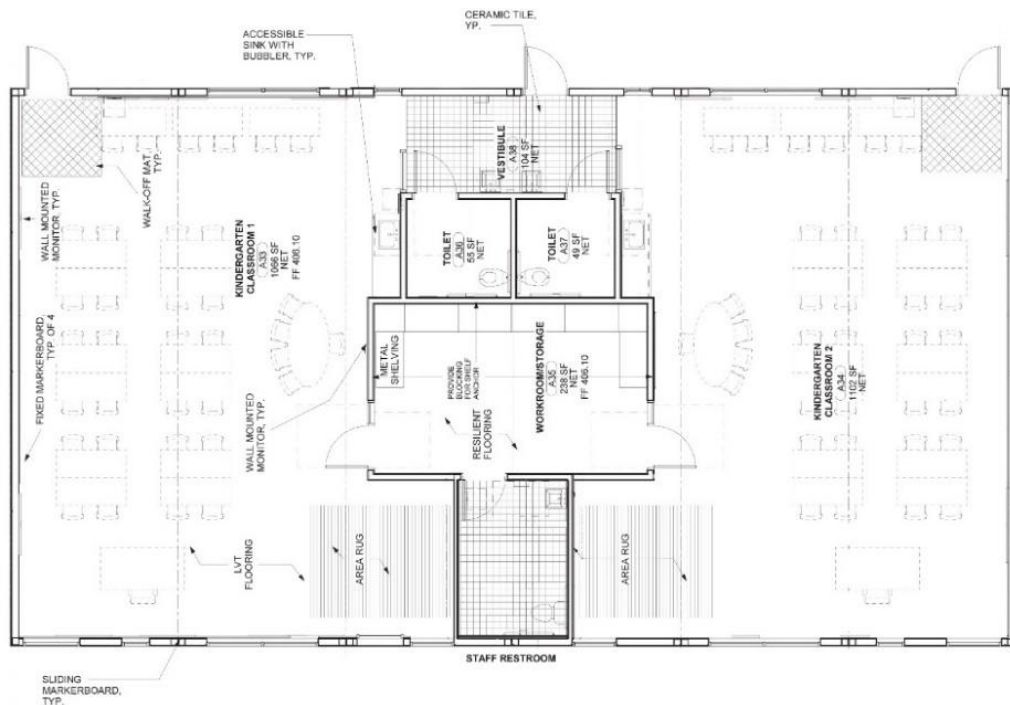 CERAMIC TILE,
YP.
ACCESSIBLE
SINK WITH
BUBBLER, TYP.
VESTIBULE
A38
104 SF
NET
WALK-OFF MAT,
TYP.
WALL MOUNTED
MONITOR, TYP.
KINDERGARTEN
CLASSROOM 1
A33
1066 SF
NET
FF 406.10
TOILET
A36
55 SF
NET
TOILET
A37
49 SF
NET
FIXED MARKERBOARD,
TYP. OF 4
METAL
SHELVING
PROVIDE
BLOCKING
FOR SHELF
ANCHOR
WORKROOM/STORAGE
A35
238 SF
NET
FF 406.10
KINDERGARTEN
CLASSROOM 2
A34
1102 SF
NET
WALL MOUNTED
MONITOR, TYP.
RESILIENT
FLOORING
LVT
FLOORING
AREA RUG
AREA RUG
STAFF RESTROOM
SLIDING
MARKERBOARD,
TYP.